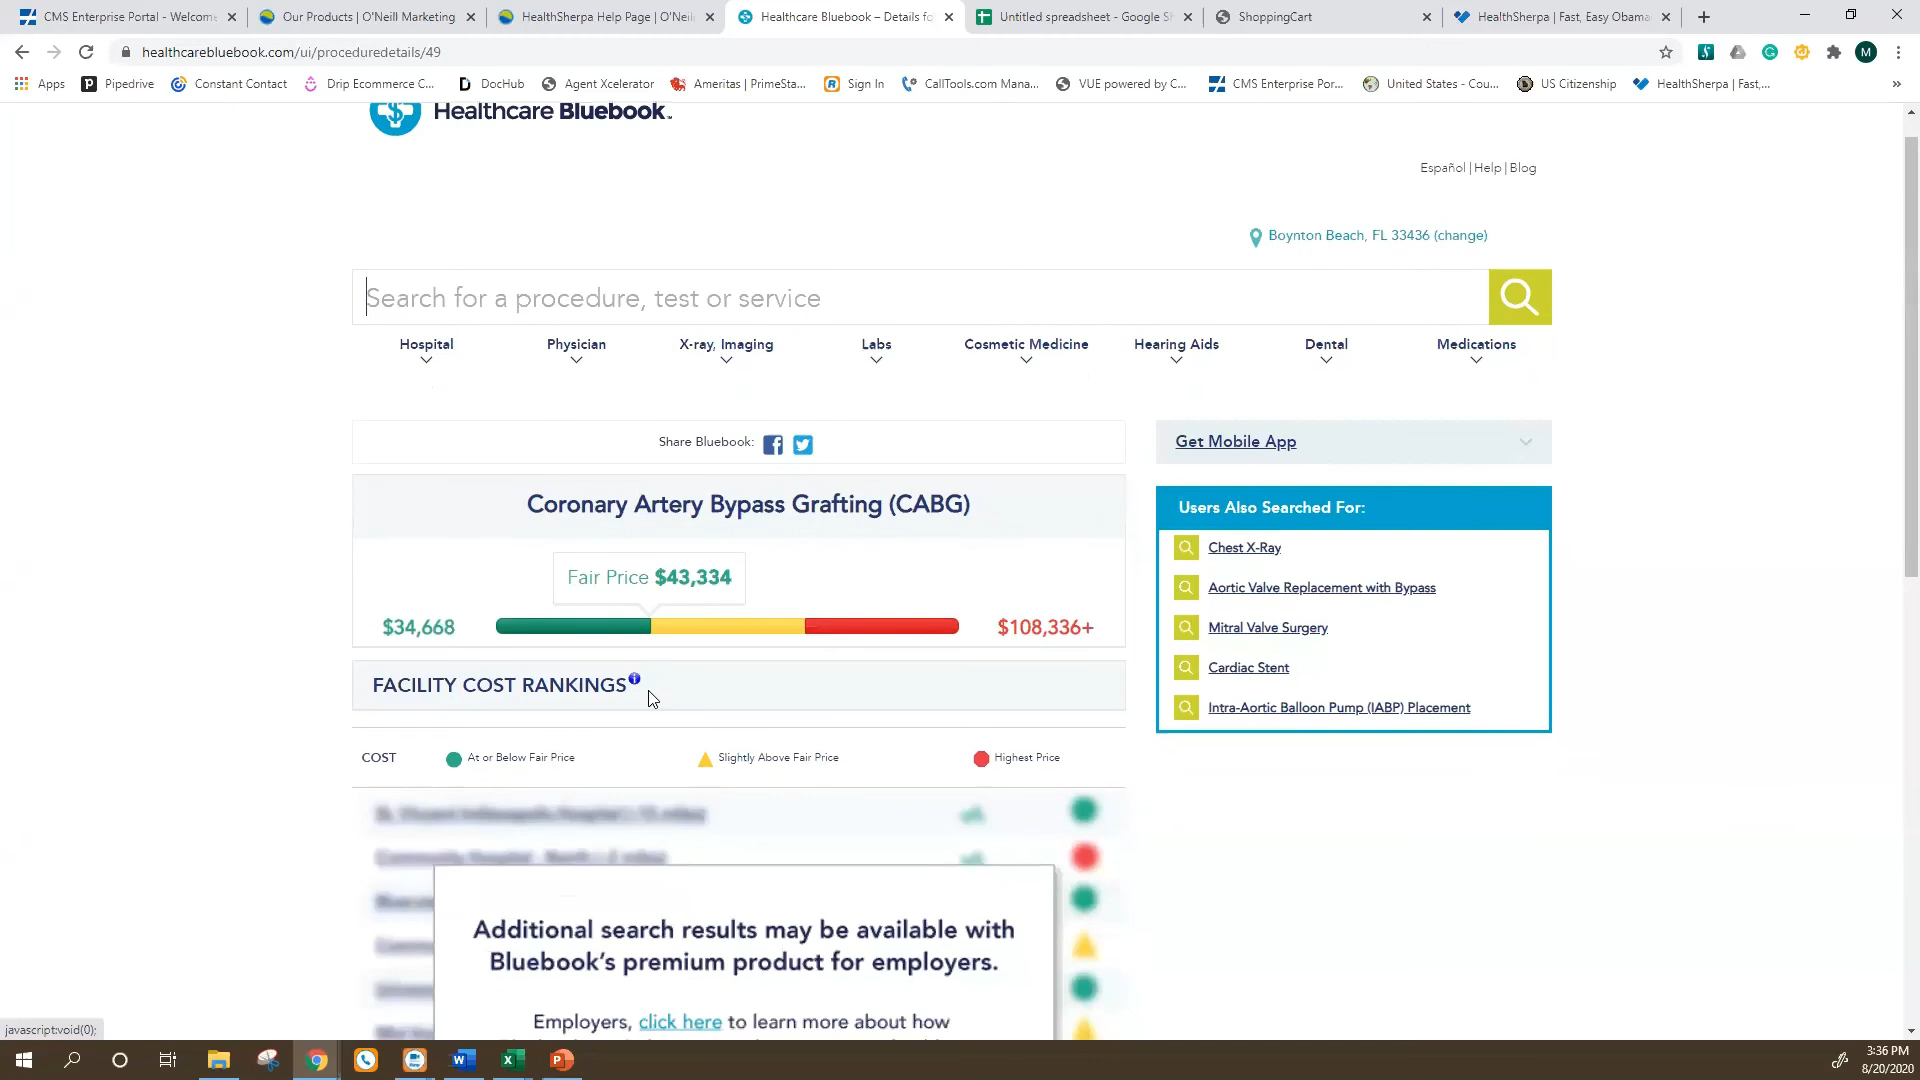 CMS Enterprise Portal - Welcome
Our Products | O'Neill Marketing
HealthSherpa Help Page | O'Neil
Healthcare Bluebook – Details fo
Untitled spreadsheet - Google S
ShoppingCart
HealthSherpa | Fast, Easy Obama
healthcarebluebook.com/ui/proceduredetails/49
M
Apps
Pipedrive
Constant Contact
Drip Ecommerce C...
DocHub
Agent Xcelerator
Ameritas | PrimeSta...
Sign In
CallTools.com Mana...
VUE powered by C...
CMS Enterprise Por...
United States - Cou...
US Citizenship
HealthSherpa | Fast,...
»
Healthcare Bluebook
Español | Help | Blog
Boynton Beach, FL 33436 (change)
Search for a procedure, test or service
Hospital
Physician
X-ray, Imaging
Labs
Cosmetic Medicine
Hearing Aids
Dental
Medications
Share Bluebook:
Get Mobile App
Coronary Artery Bypass Grafting (CABG)
Fair Price $43,334
$34,668
$108,336+
Users Also Searched For:
Chest X-Ray
Aortic Valve Replacement with Bypass
Mitral Valve Surgery
Cardiac Stent
Intra-Aortic Balloon Pump (IABP) Placement
FACILITY COST RANKINGS
COST
At or Below Fair Price
Slightly Above Fair Price
Highest Price
Additional search results may be available with
Bluebook's premium product for employers.
Employers, click here to learn more about how
javascript:void(0);
3:36 PM
8/20/2020